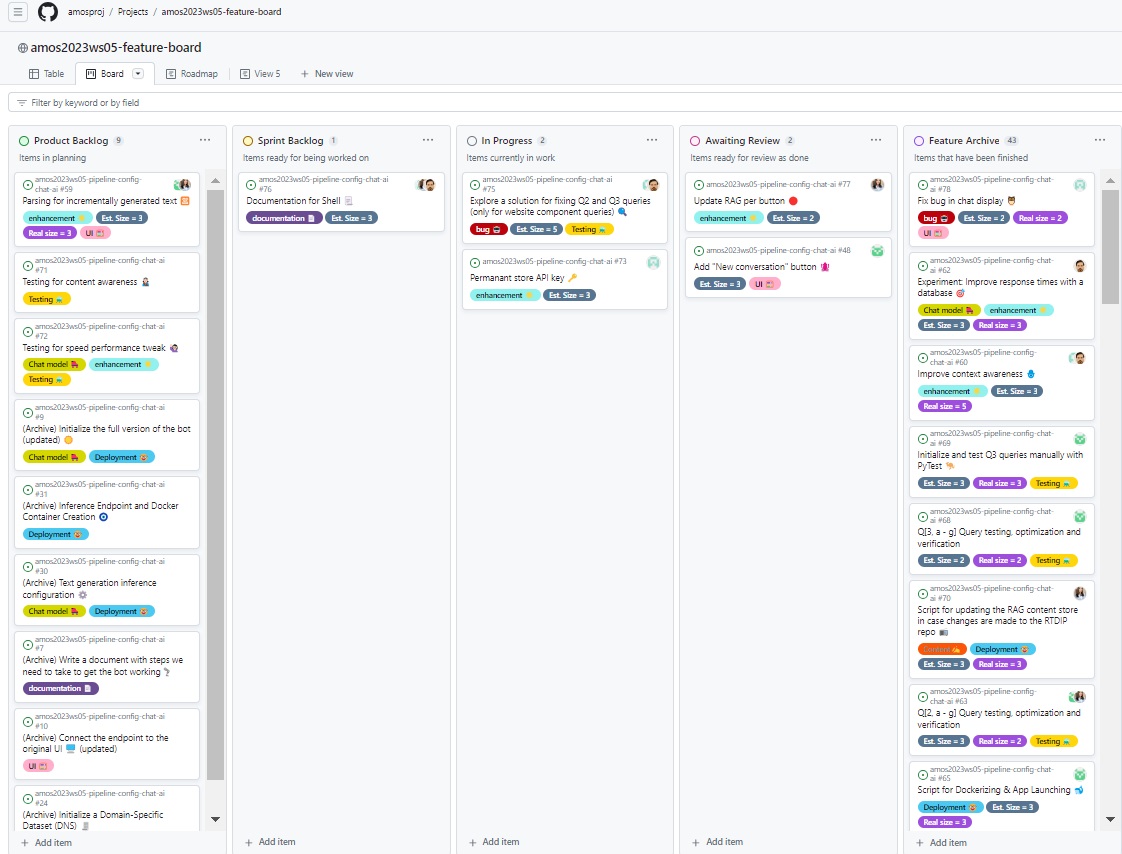 amosproj / Projects / amos2023ws05-feature-board
amos2023ws05-feature-board
Table
Board
Roadmap
View 5
+ New view
Filter by keyword or by field
Product Backlog 9
Items in planning
amos2023ws05-pipeline-config-
chat-ai #59
Parsing for incrementally generated text
enhancement
Est. Size = 3
Real size = 3
UI
amos2023ws05-pipeline-config-chat-ai
#71
Testing for content awareness
Testing
amos2023ws05-pipeline-config-chat-ai
#72
Testing for speed performance tweak
Chat model
enhancement
Testing
amos2023ws05-pipeline-config-chat-ai
#9
(Archive) Initialize the full version of the bot
(updated)
Chat model
Deployment
amos2023ws05-pipeline-config-chat-ai
#31
(Archive) Inference Endpoint and Docker
Container Creation
Deployment
amos2023ws05-pipeline-config-chat-ai
#30
(Archive) Text generation inference
configuration
Chat model
Deployment
amos2023ws05-pipeline-config-chat-ai
#7
(Archive) Write a document with steps we
need to take to get the bot working
documentation
amos2023ws05-pipeline-config-chat-ai
#10
(Archive) Connect the endpoint to the
original UI (updated)
UI
amos2023ws05-pipeline-config-chat-ai
#24
(Archive) Initialize a Domain-Specific
Dataset (DNS)
+ Add item
Sprint Backlog 1
Items ready for being worked on
amos2023ws05-pipeline-config-chat-ai
#76
Documentation for Shell
documentation
Est. Size = 3
+ Add item
In Progress 2
Items currently in work
amos2023ws05-pipeline-config-chat-ai
#75
Explore a solution for fixing Q2 and Q3 queries
(only for website component queries)
bug
Est. Size = 5
Testing
amos2023ws05-pipeline-config-chat-ai #73
Permanant store API key
enhancement
Est. Size = 3
+ Add item
Awaiting Review 2
Items ready for review as done
amos2023ws05-pipeline-config-chat-ai #77
Update RAG per button
enhancement
Est. Size = 2
amos2023ws05-pipeline-config-chat-ai #48
Add "New conversation" button
Est. Size = 3
UI
+ Add item
Feature Archive 43
Items that have been finished
amos2023ws05-pipeline-config-chat-
ai #78
Fix bug in chat display
bug
Est. Size = 2
Real size = 2
UI
amos2023ws05-pipeline-config-chat-
ai #62
Experiment: Improve response times with a
database
Chat model
enhancement
Est. Size = 3
Real size = 3
amos2023ws05-pipeline-config-
chat-ai #60
Improve context awareness
enhancement
Est. Size = 3
Real size = 5
amos2023ws05-pipeline-config-chat-
ai #69
Initialize and test Q3 queries manually with
PyTest
Est. Size = 3
Real size = 3
Testing
amos2023ws05-pipeline-config-chat-
ai #68
Q[3, a - g] Query testing, optimization and
verification
Est. Size = 2
Real size = 2
Testing
amos2023ws05-pipeline-config-chat-
ai #70
Script for updating the RAG content store
in case changes are made to the RTDIP
repo
Deployment
Est. Size = 3
Real size = 3
amos2023ws05-pipeline-config-
chat-ai #63
Q[2, a - g] Query testing, optimization and
verification
Est. Size = 3
Real size = 2
Testing
amos2023ws05-pipeline-config-chat-
ai #65
Script for Dockerizing & App Launching
Deployment
Est. Size = 3
Real size = 3
+ Add item